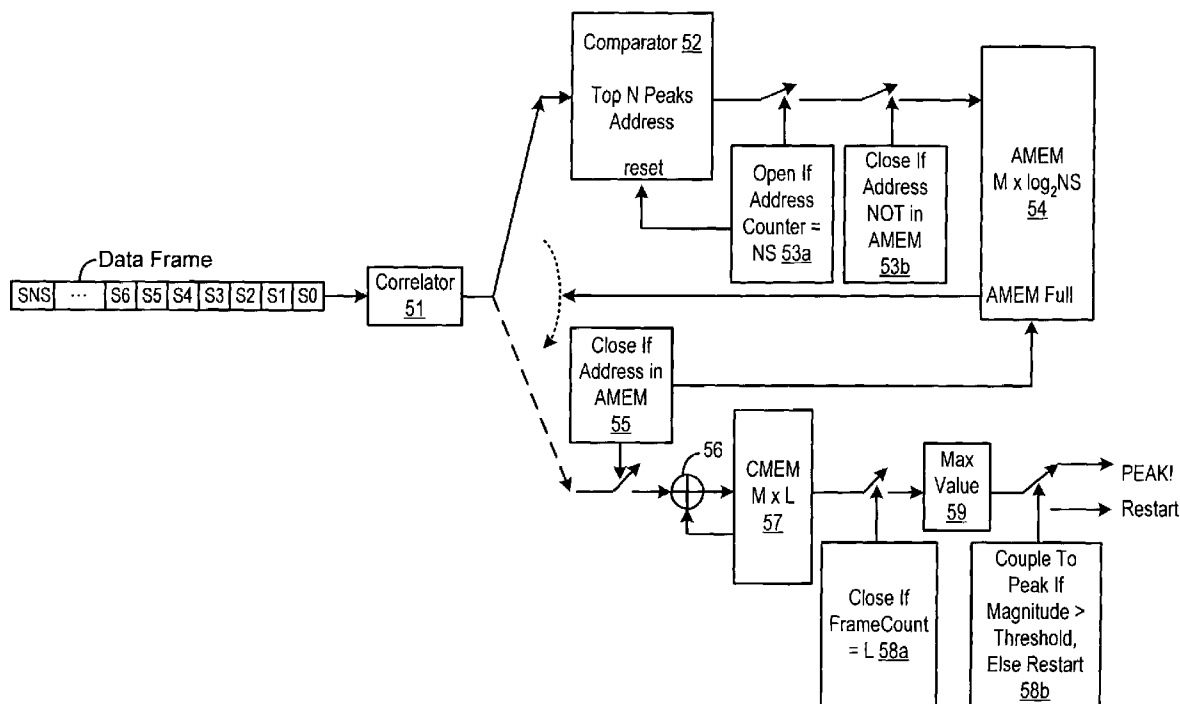 Comparator 52
Top N Peaks
Address
reset
Open If
Address
Counter =
NS 53a
Close If
Address
NOT in
AMEM
53b
AMEM
M x log2NS
54
AMEM Full
Data Frame
SNS ... S6 S5 S4 S3 S2 S1 S0
Correlator
51
Close If
Address in
AMEM
55
56
CMEM
M x L
57
Max
Value
59
PEAK!
Restart
Close If
FrameCount
= L 58a
Couple To
Peak If
Magnitude >
Threshold,
Else Restart
58b